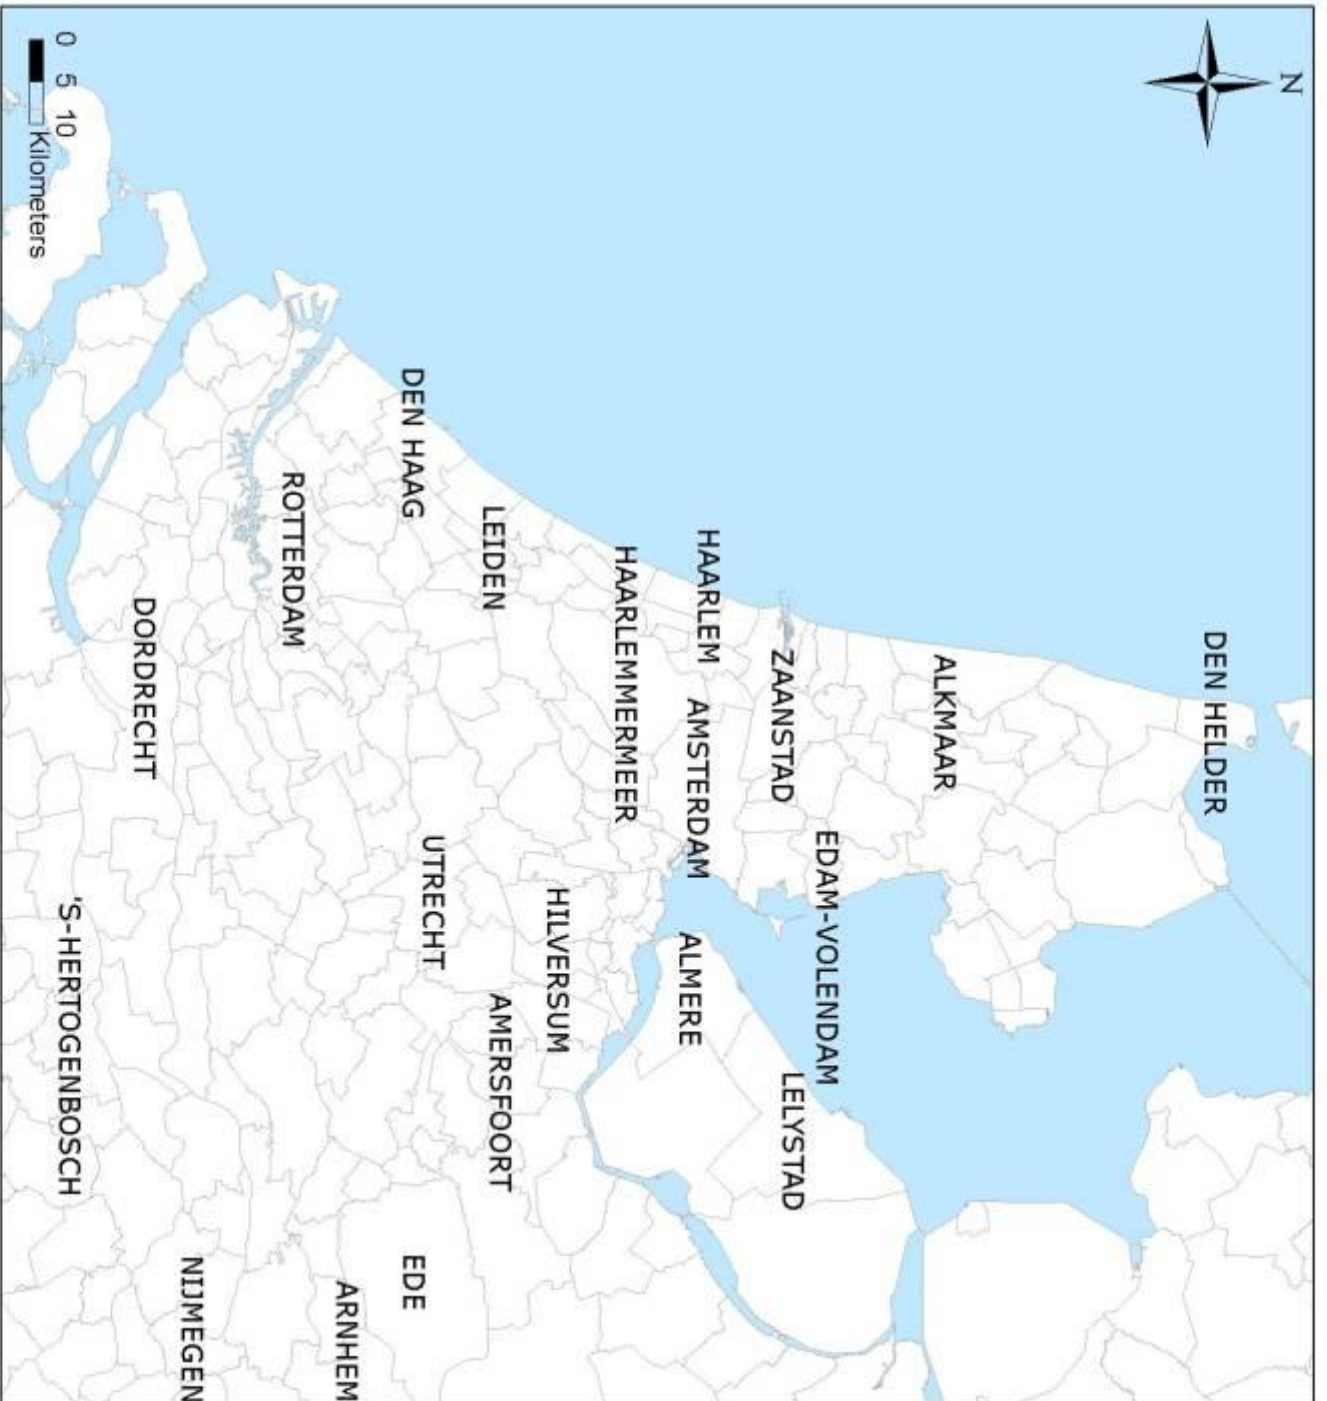 N
DEN HELDER
ALKMAAR
EDAM-VOLENDAM
ZAANSTAD
LELYSTAD
HAARLEM
AMSTERDAM
ALMERE
HAARLEMMERMEER
HILVERSUM
LEIDEN
AMERSFOORT
DEN HAAG
UTRECHT
EDE
ROTTERDAM
ARNHEM
DORDRECHT
NIJMEGEN
'S-HERTOGENBOSCH
0 5 10
Kilometers